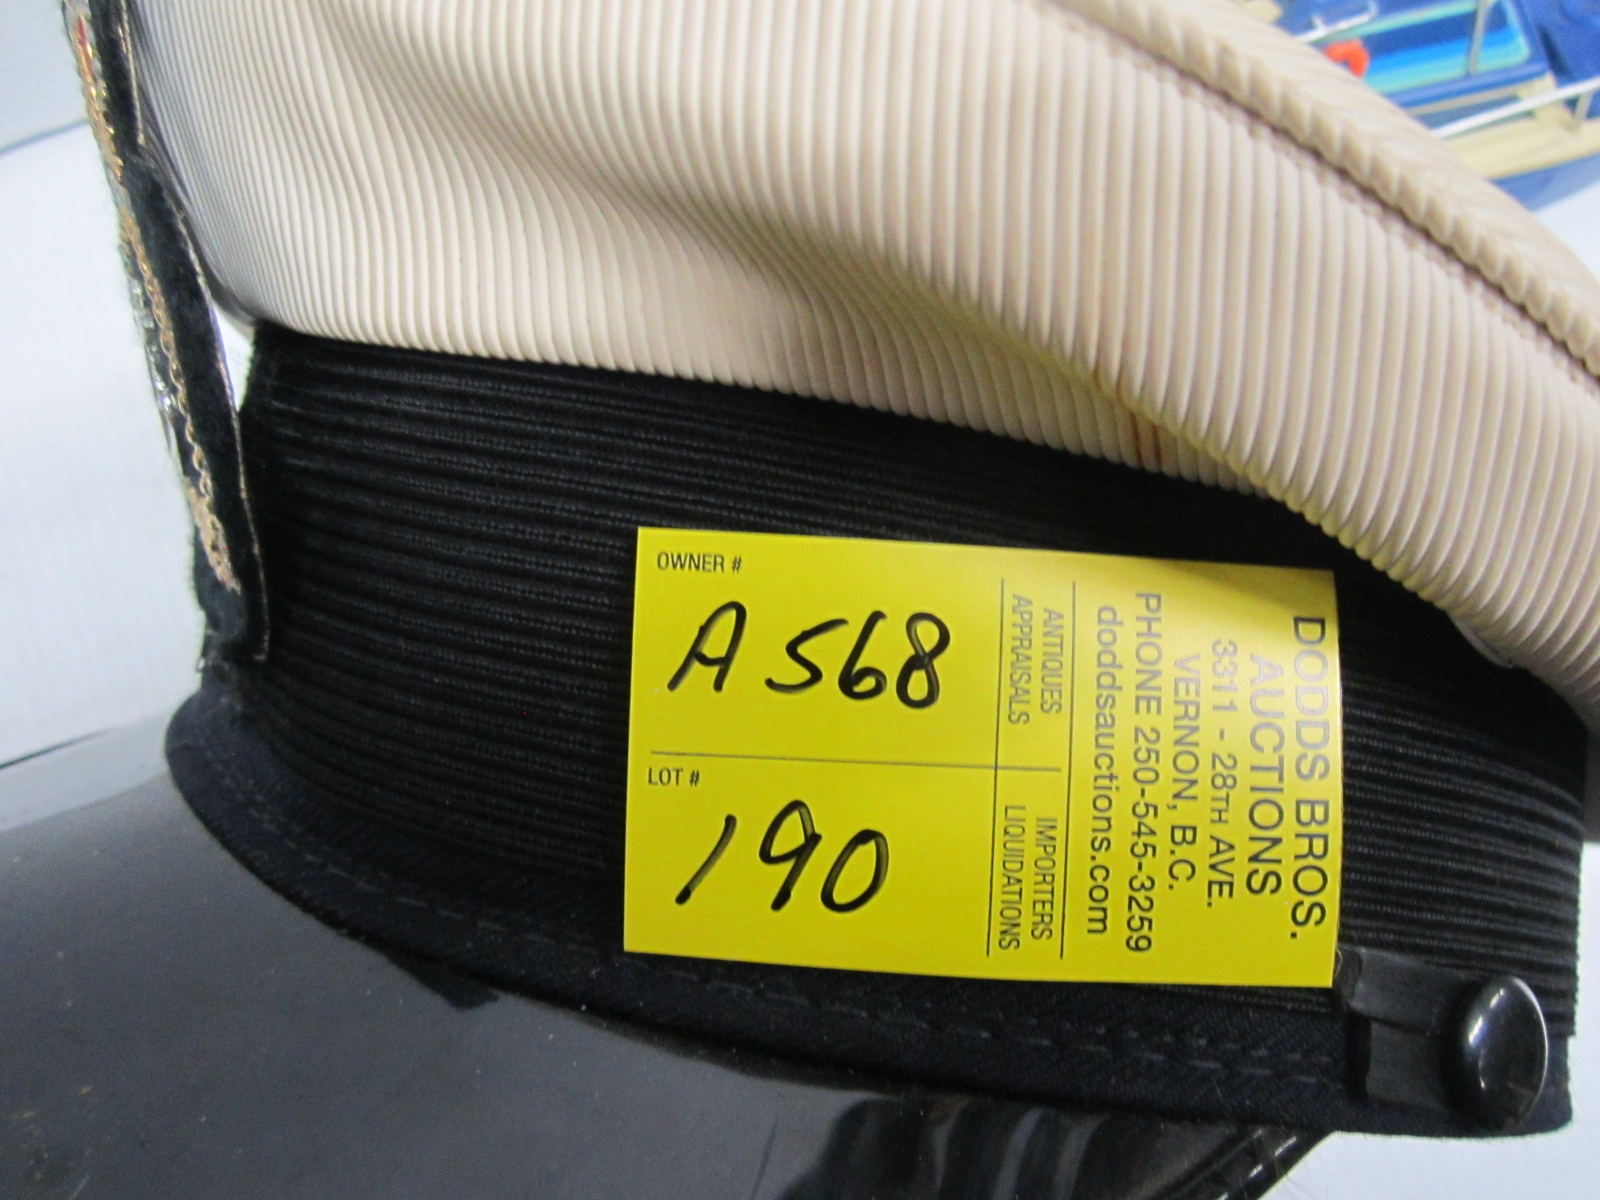 OWNER #
A 568
LOT #
190
DODDS BROS.
AUCTIONS
3311 - 28TH AVE.
VERNON, B.C.
PHONE 250-545-3259
doddsauctions.com
ANTIQUES
APPRAISALS
IMPORTERS
LIQUIDATIONS